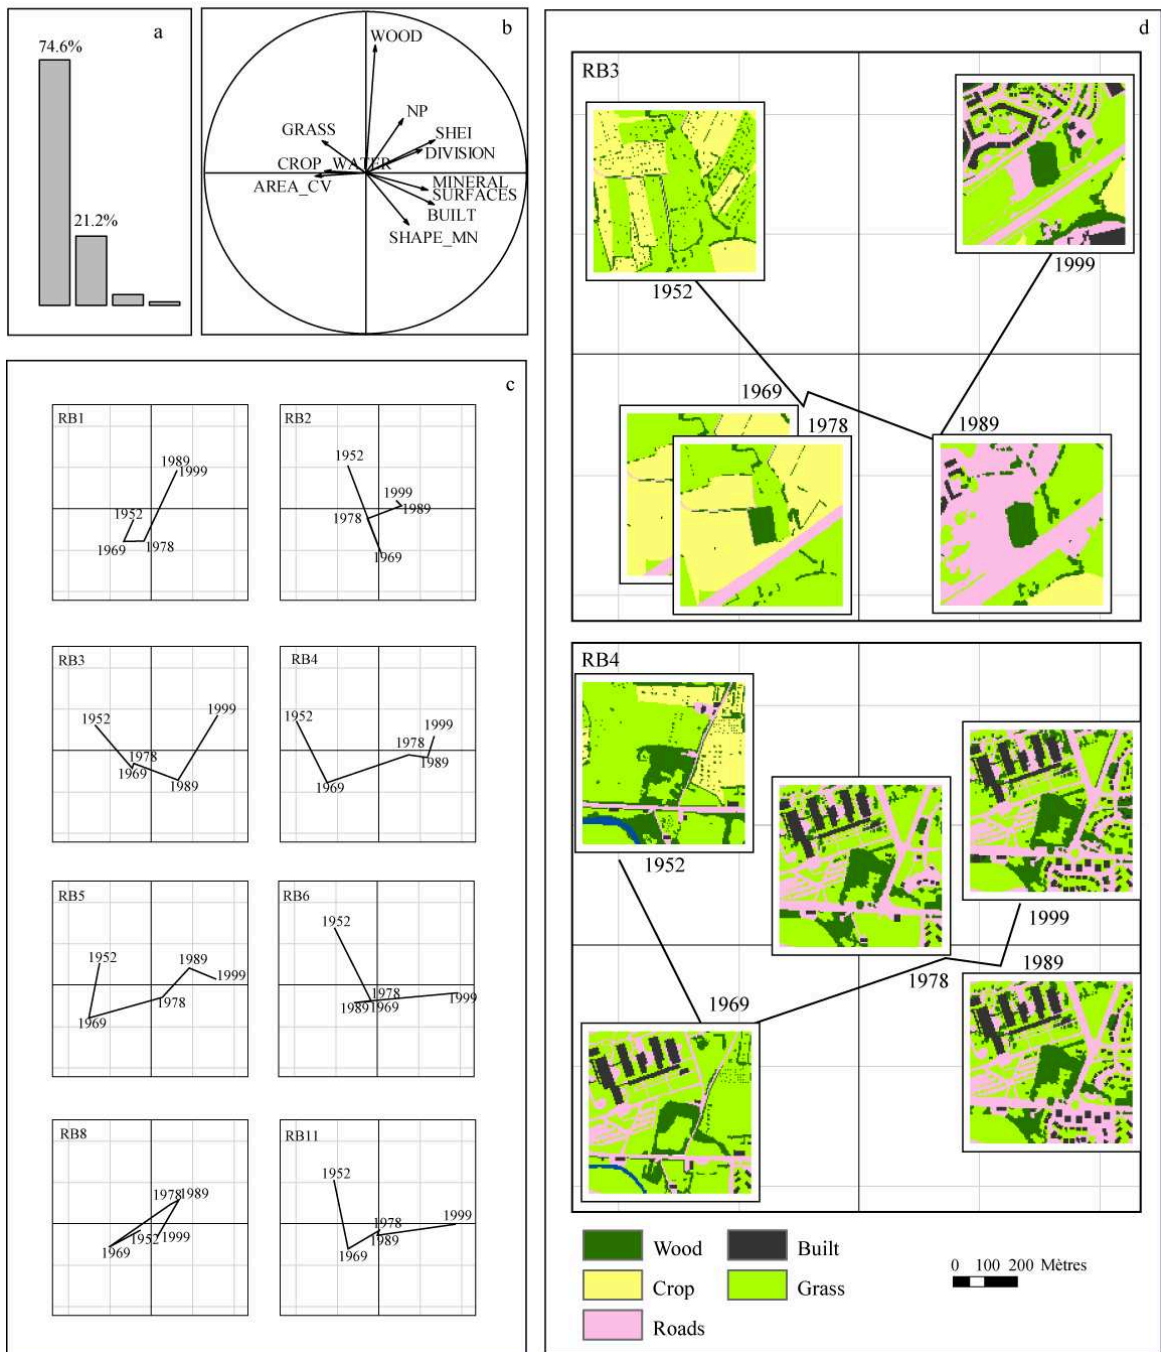 a
74.6%
21.2%
b
WOOD
NP
GRASS
SHEI
DIVISION
CROP_WATER
AREA_CV
MINERAL
SURFACES
BUILT
SHAPE_MN
c
RB1
1989
1999
1952
1969
1978
RB2
1952
1999
1989
1978
1969
RB3
1952
1999
1978
1969
1989
RB4
1952
1999
1978
1989
1969
RB5
1952
1989
1999
1978
1969
RB6
1952
1978
1989
1969
1999
RB8
1978
1989
1952
1999
1969
RB11
1952
1978
1999
1989
1969
d
RB3
1952
1999
1969
1978
1989
RB4
1952
1999
1969
1978
1989
Wood
Built
Crop
Grass
Roads
0 100 200 Mètres